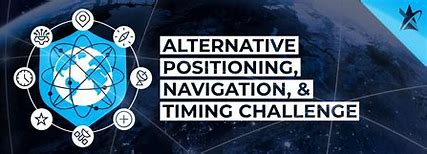 ALTERNATIVE
POSITIONING,
NAVIGATION, &
TIMING CHALLENGE